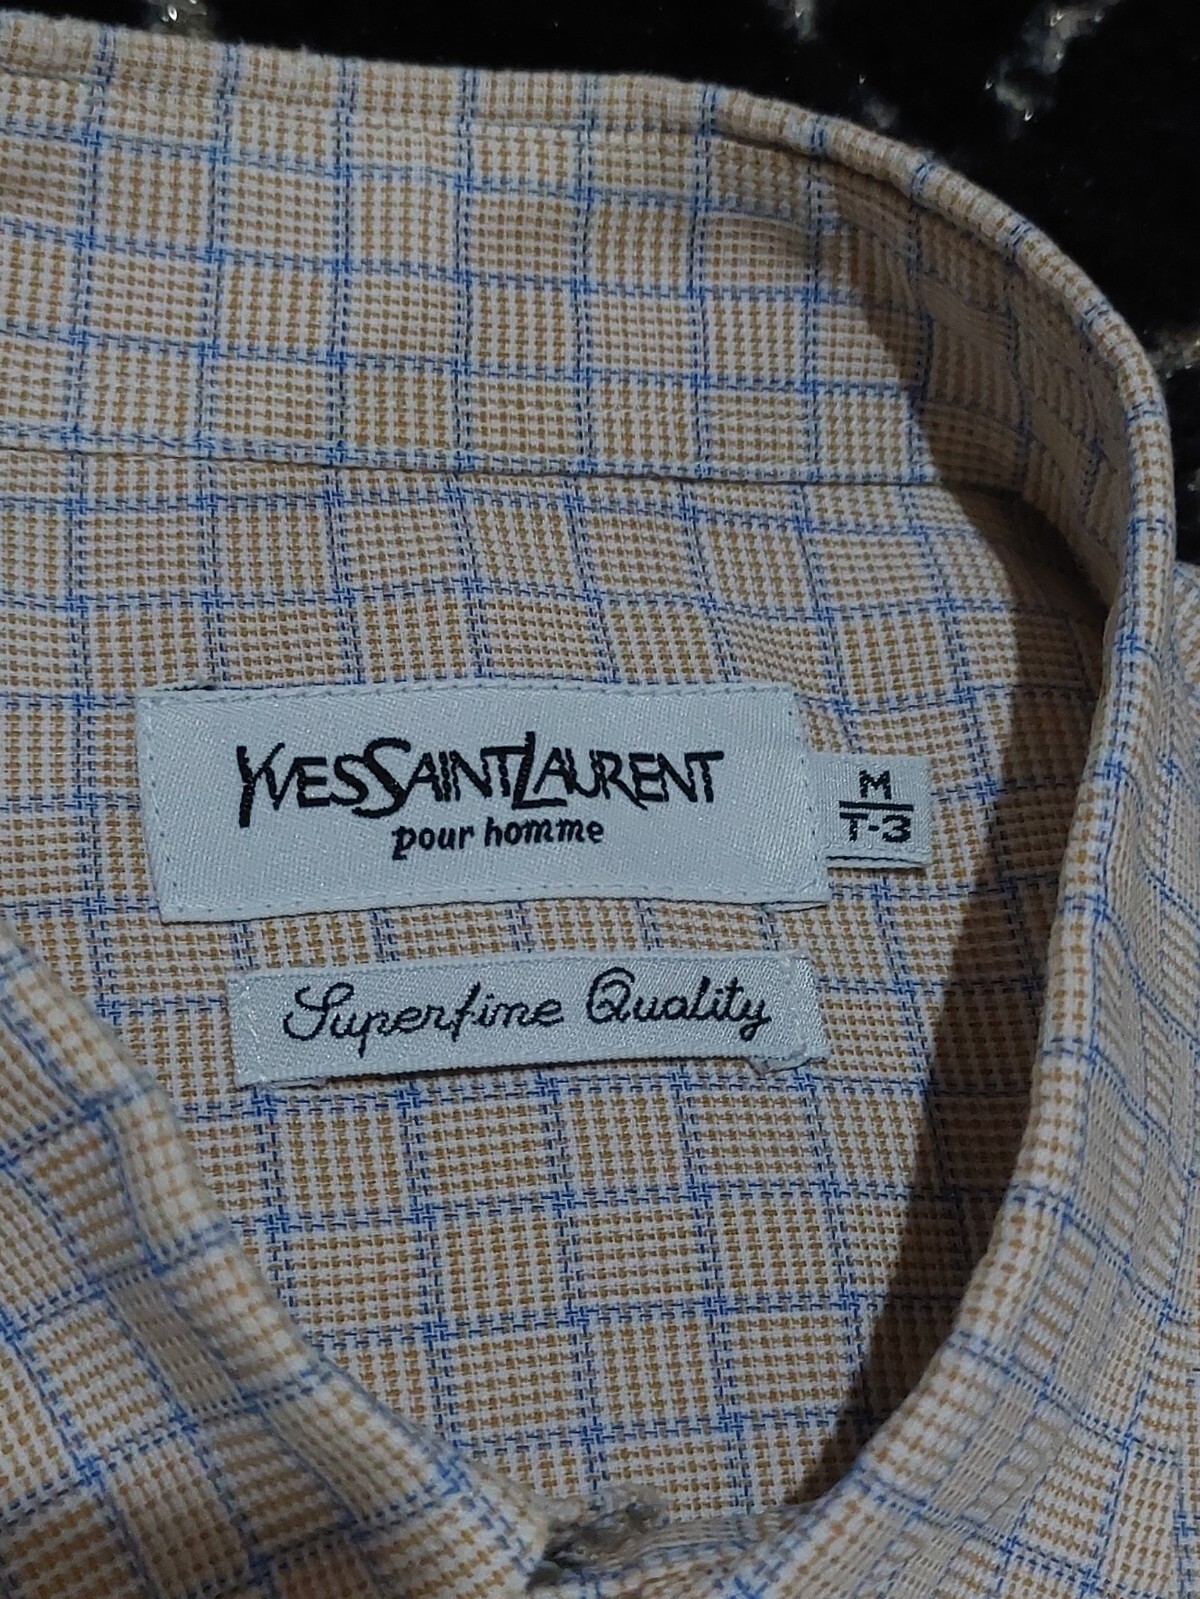 YVESSAINTLAURENT
pour homme
M
T-3
Superfine Quality